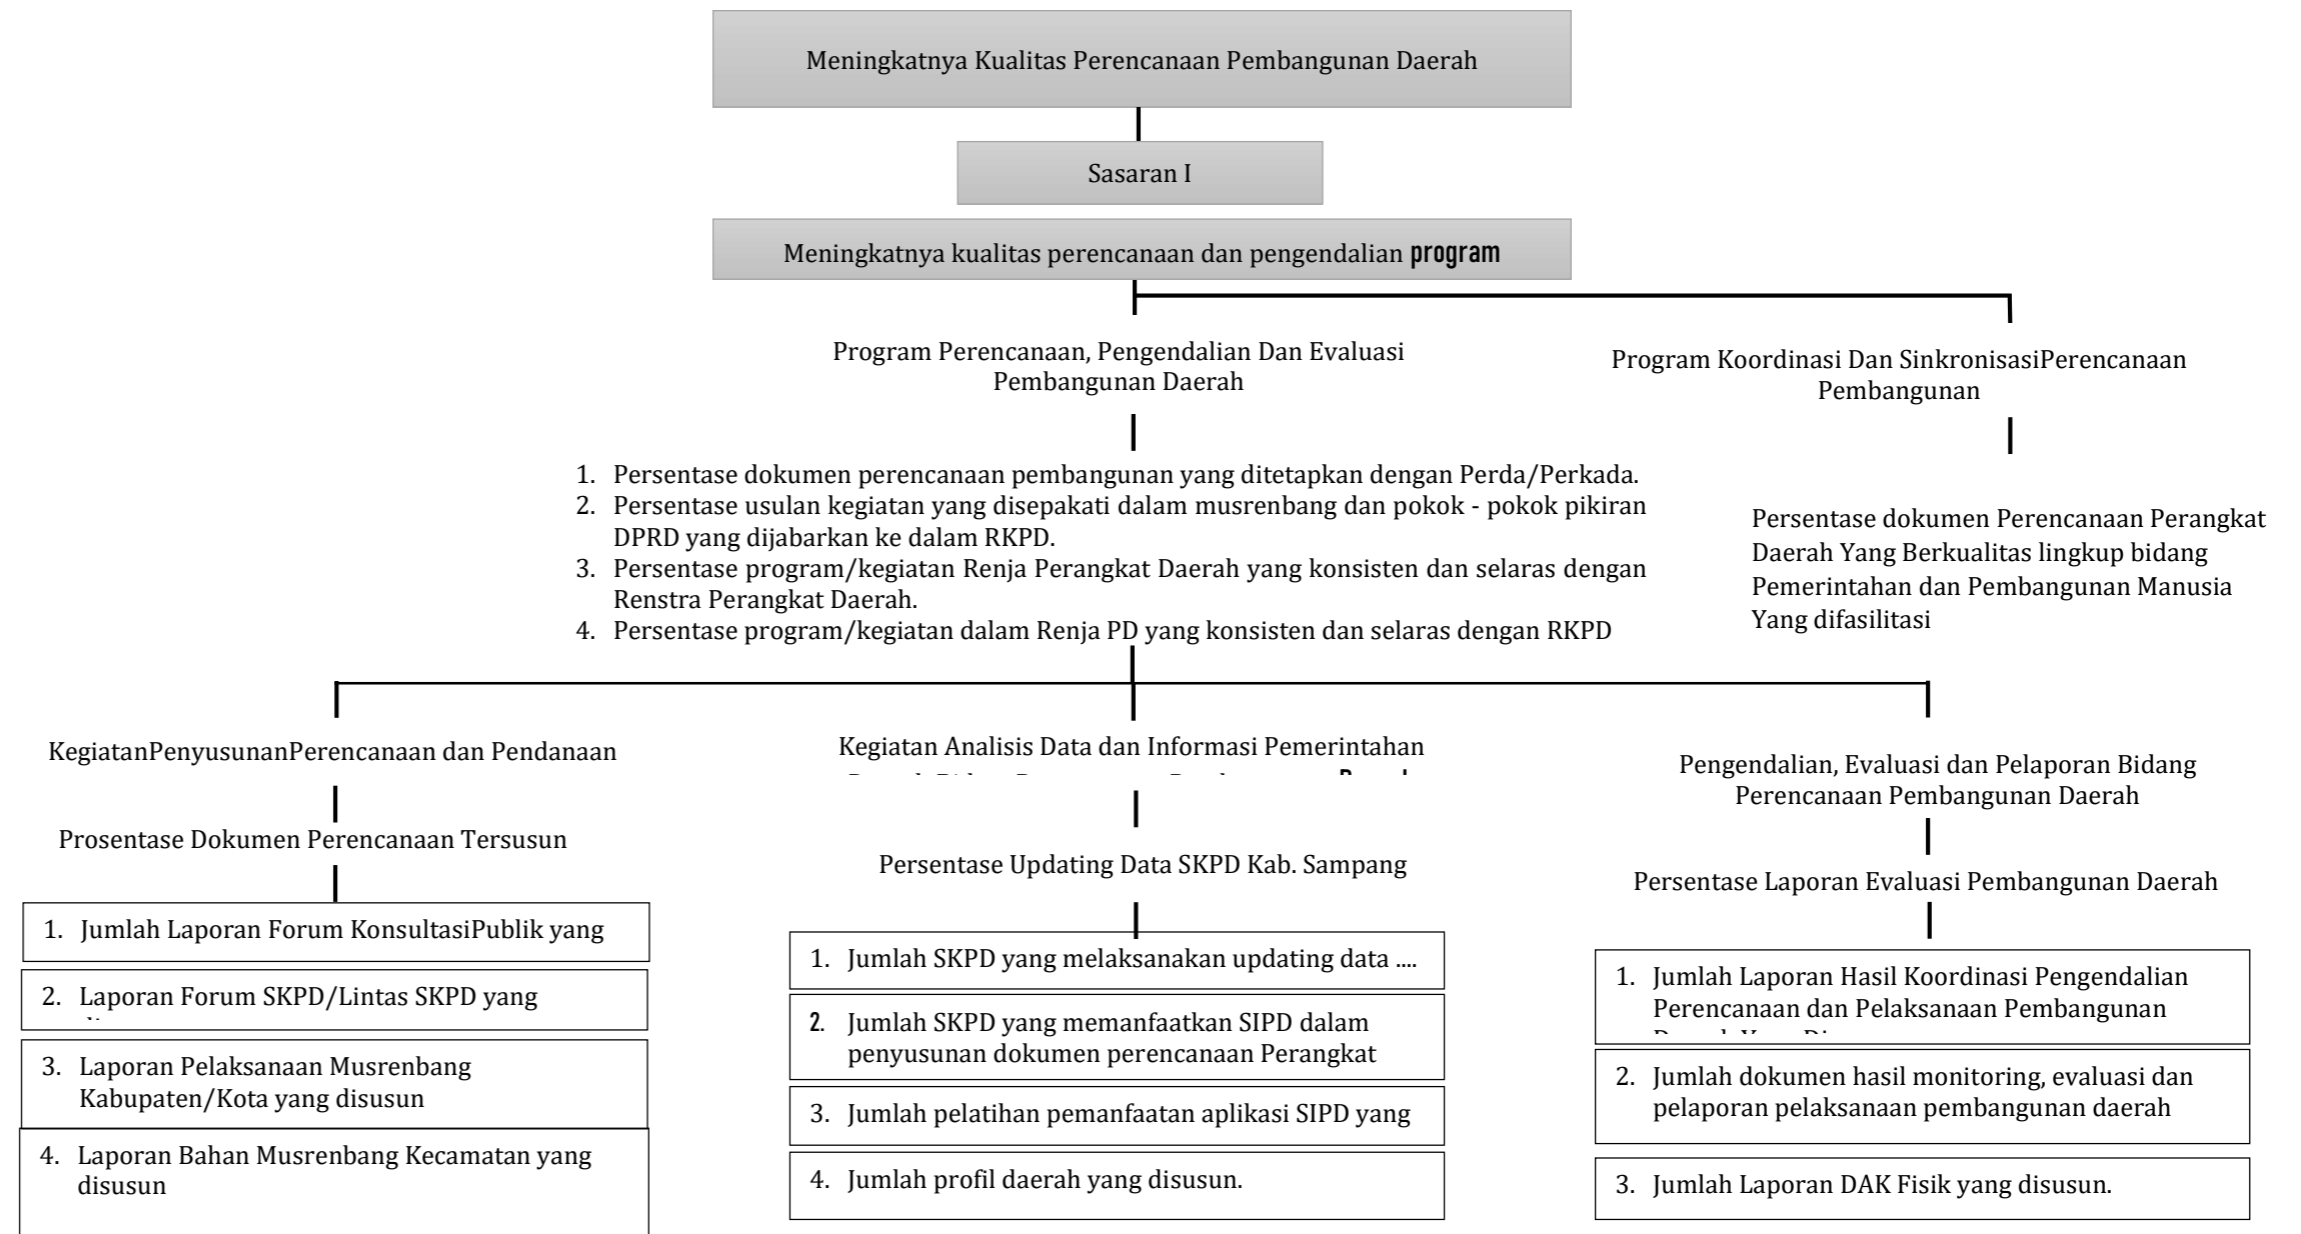 Meningkatnya Kualitas Perencanaan Pembangunan Daerah
Sasaran I
Meningkatnya kualitas perencanaan dan pengendalian program
Program Perencanaan, Pengendalian Dan Evaluasi
Pembangunan Daerah
Program Koordinasi Dan SinkronisasiPerencanaan
Pembangunan
1. Persentase dokumen perencanaan pembangunan yang ditetapkan dengan Perda/Perkada.
2. Persentase usulan kegiatan yang disepakati dalam musrenbang dan pokok - pokok pikiran
DPRD yang dijabarkan ke dalam RKPD.
3. Persentase program/kegiatan Renja Perangkat Daerah yang konsisten dan selaras dengan
Renstra Perangkat Daerah.
4. Persentase program/kegiatan dalam Renja PD yang konsisten dan selaras dengan RKPD
Persentase dokumen Perencanaan Perangkat
Daerah Yang Berkualitas lingkup bidang
Pemerintahan dan Pembangunan Manusia
Yang difasilitasi
KegiatanPenyusunanPerencanaan dan Pendanaan
Prosentase Dokumen Perencanaan Tersusun
1. Jumlah Laporan Forum KonsultasiPublik yang
2. Laporan Forum SKPD/Lintas SKPD yang
3. Laporan Pelaksanaan Musrenbang
Kabupaten/Kota yang disusun
4. Laporan Bahan Musrenbang Kecamatan yang
disusun
Kegiatan Analisis Data dan Informasi Pemerintahan
Persentase Updating Data SKPD Kab. Sampang
1. Jumlah SKPD yang melaksanakan updating data ....
2. Jumlah SKPD yang memanfaatkan SIPD dalam
penyusunan dokumen perencanaan Perangkat
3. Jumlah pelatihan pemanfaatan aplikasi SIPD yang
4. Jumlah profil daerah yang disusun.
Pengendalian, Evaluasi dan Pelaporan Bidang
Perencanaan Pembangunan Daerah
Persentase Laporan Evaluasi Pembangunan Daerah
1. Jumlah Laporan Hasil Koordinasi Pengendalian
Perencanaan dan Pelaksanaan Pembangunan
2. Jumlah dokumen hasil monitoring, evaluasi dan
pelaporan pelaksanaan pembangunan daerah
3. Jumlah Laporan DAK Fisik yang disusun.